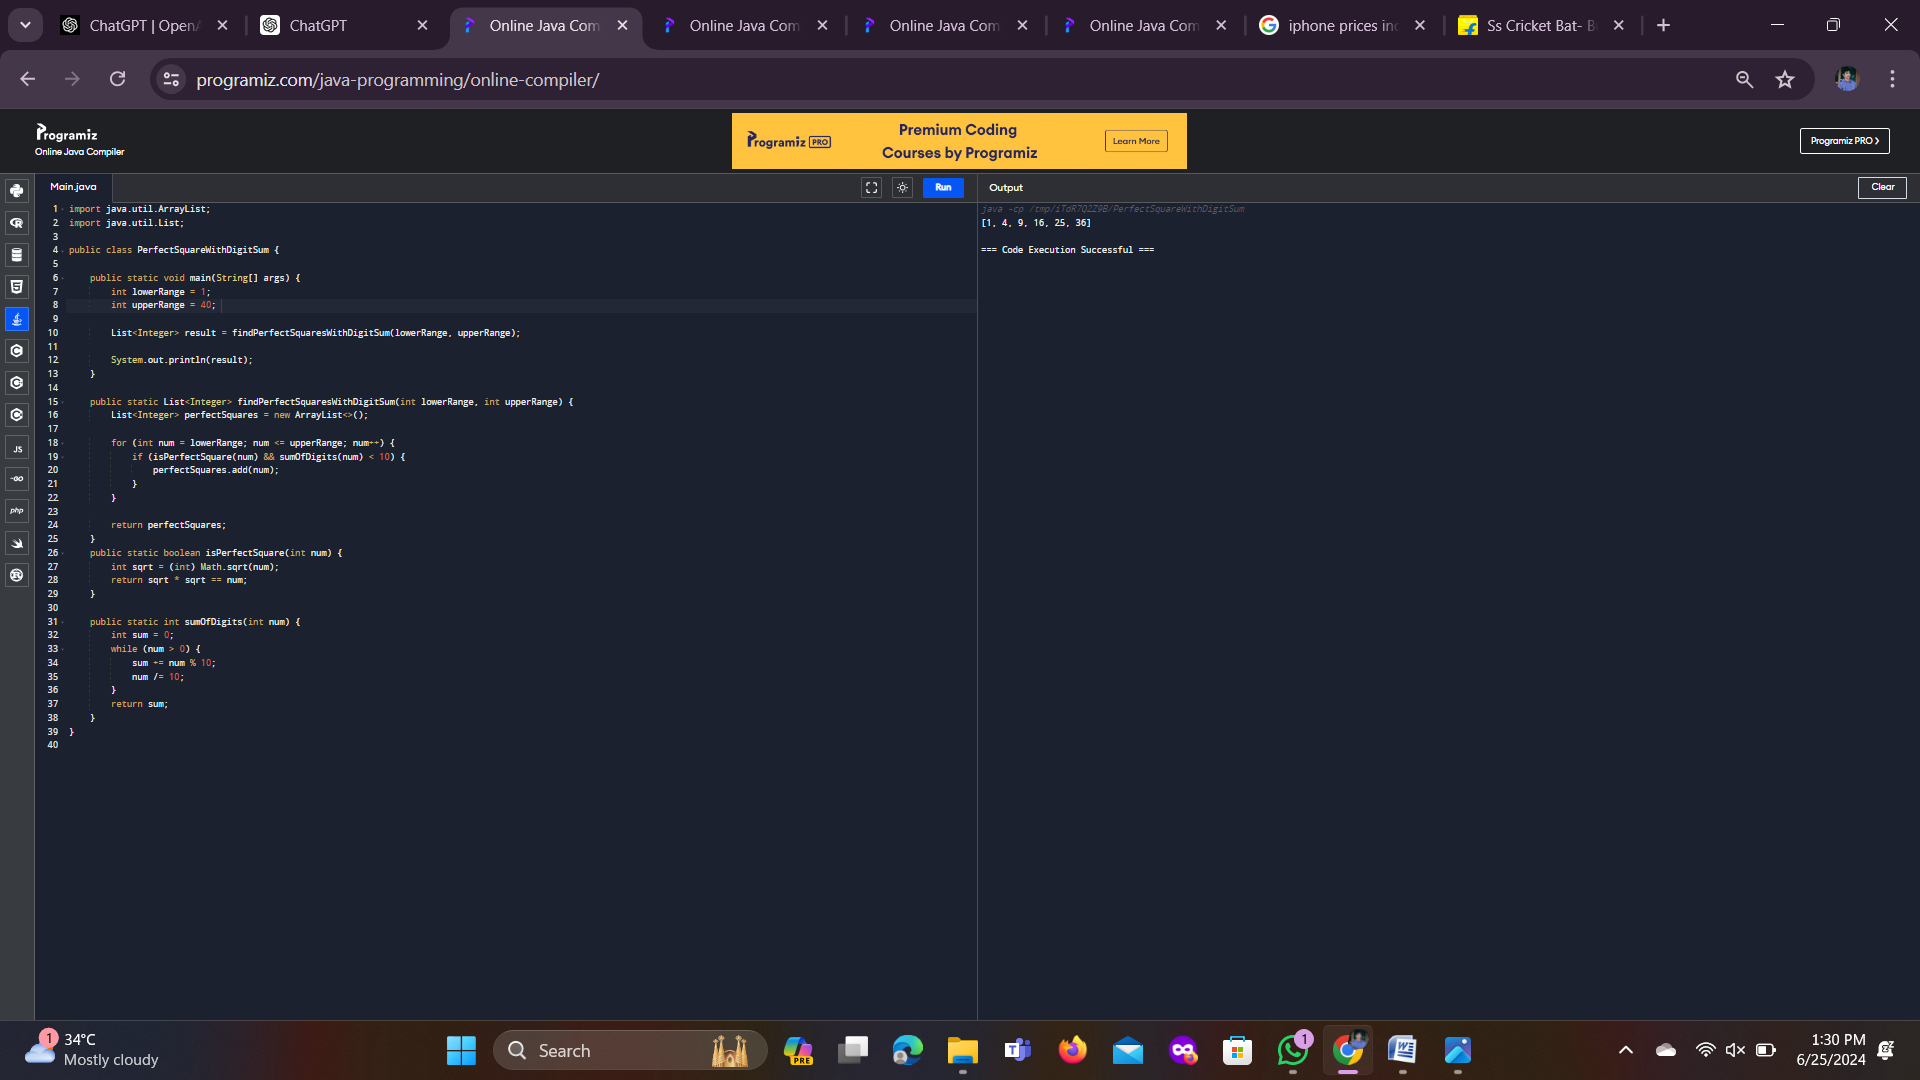 ChatGPT | OpenA
ChatGPT
Online Java Com
Online Java Com
Online Java Com
Online Java Com
iphone prices in
Ss Cricket Bat- B
programiz.com/java-programming/online-compiler/
Programiz
Online Java Compiler
Programiz PRO
Premium Coding
Courses by Programiz
Learn More
Programiz PRO
Main.java
Run
Output
Clear
1 import java.util.ArrayList;
2 import java.util.List;
3
4 public class PerfectSquareWithDigitSum {
5
6 public static void main(String[] args) {
7 int lowerRange = 1;
8 int upperRange = 40;
9
10 List<Integer> result = findPerfectSquaresWithDigitSum(lowerRange, upperRange);
11
12 System.out.println(result);
13 }
14
15 public static List<Integer> findPerfectSquaresWithDigitSum(int lowerRange, int upperRange) {
16 List<Integer> perfectSquares = new ArrayList<>();
17
18 for (int num = lowerRange; num <= upperRange; num++) {
19 if (isPerfectSquare(num) && sumOfDigits(num) < 10) {
20 perfectSquares.add(num);
21 }
22 }
23
24 return perfectSquares;
25 }
26 public static boolean isPerfectSquare(int num) {
27 int sqrt = (int) Math.sqrt(num);
28 return sqrt * sqrt == num;
29 }
30
31 public static int sumOfDigits(int num) {
32 int sum = 0;
33 while (num > 0) {
34 sum += num % 10;
35 num /= 10;
36 }
37 return sum;
38 }
39 }
40
java -cp /tmp/iTdR7Q2Z9B/PerfectSquareWithDigitSum
[1, 4, 9, 16, 25, 36]
=== Code Execution Successful ===
JS
GO
php
1
34°C
Mostly cloudy
Search
PRE
1
1:30 PM
6/25/2024